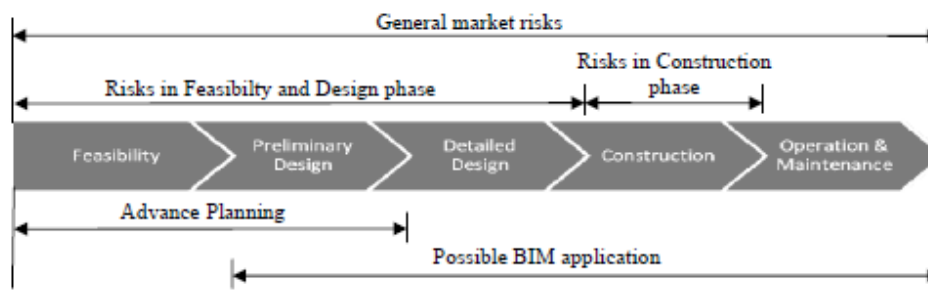 General market risks
Risks in Construction
phase
Risks in Feasibilty and Design phase
Feasibility
Preliminary
Design
Detailed
Design
Construction
Operation &
Maintenance
Advance Planning
Possible BIM application